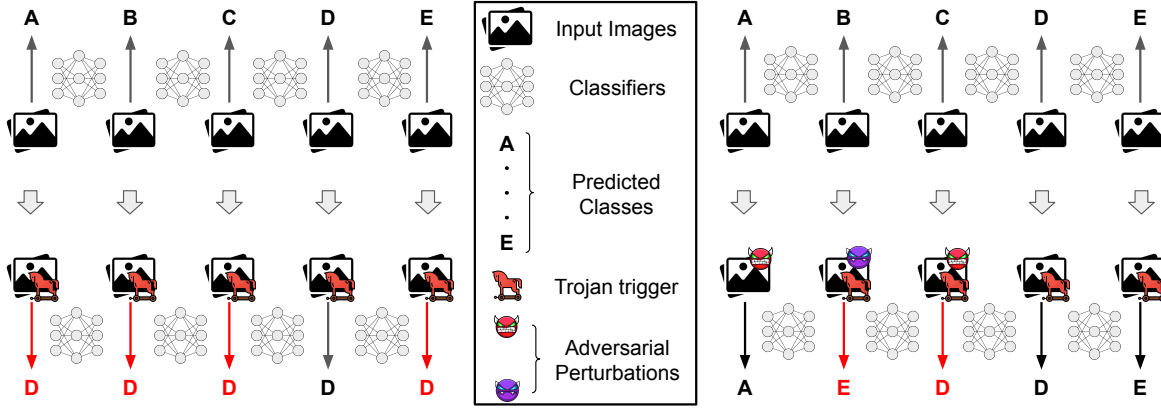 A B C D E
D D D D D
Input Images
Classifiers
A
.
.
.
E
Predicted
Classes
Trojan trigger
Adversarial
Perturbations
A B C D E
A E D D E